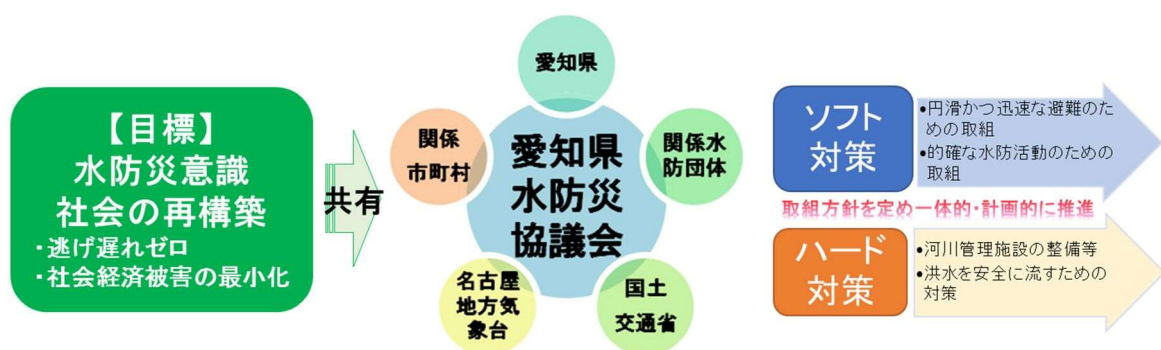 【目標】
水防災意識
社会の再構築
・逃げ遅れゼロ
・社会経済被害の最小化
共有
愛知県
関係
市町村
愛知県
水防災
協議会
関係水
防団体
名古屋
地方気
象台
国土
交通省
ソフト
対策
•円滑かつ迅速な避難のた
めの取組
•的確な水防活動のための
取組
取組方針を定め一体的・計画的に推進
ハード
対策
•河川管理施設の整備等
•洪水を安全に流すための
対策